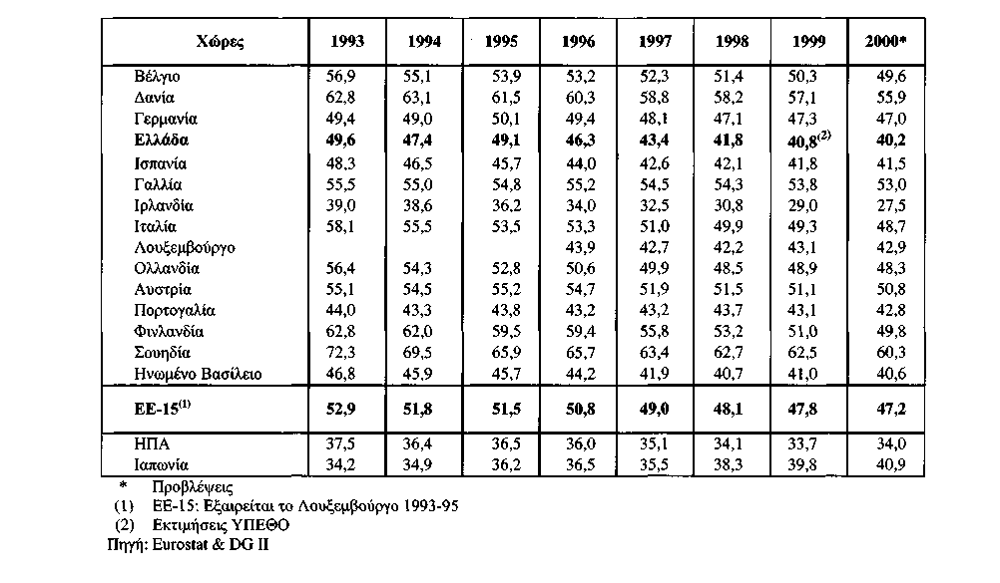 Χώρες 1993 1994 1995 1996 1997 1998 1999 2000*
Βέλγιο 56,9 55,1 53,9 53,2 52,3 51,4 50,3 49,6
Δανία 62,8 63,1 61,5 60,3 58,8 58,2 57,1 55,9
Γερμανία 49,4 49,0 50,1 49,4 48,1 47,1 47,3 47,0
Ελλάδα 49,6 47,4 49,1 46,3 43,4 41,8 40,8(2) 40,2
Ισπανία 48,3 46,5 45,7 44,0 42,6 42,1 41,8 41,5
Γαλλία 55,5 55,0 54,8 55,2 54,5 54,3 53,8 53,0
Ιρλανδία 39,0 38,6 36,2 34,0 32,5 30,8 29,0 27,5
Ιταλία 58,1 55,5 53,5 53,3 51,0 49,9 49,3 48,7
Λουξεμβούργο 43,9 42,7 42,2 43,1 42,9
Ολλανδία 56,4 54,3 52,8 50,6 49,9 48,5 48,9 48,3
Αυστρία 55,1 54,5 55,2 54,7 51,9 51,5 51,1 50,8
Πορτογαλία 44,0 43,3 43,8 43,2 43,2 43,7 43,1 42,8
Φινλανδία 62,8 62,0 59,5 59,4 55,8 53,2 51,0 49,8
Σουηδία 72,3 69,5 65,9 65,7 63,4 62,7 62,5 60,3
Ηνωμένο Βασίλειο 46,8 45,9 45,7 44,2 41,9 40,7 41,0 40,6
ΕΕ-15(1) 52,9 51,8 51,5 50,8 49,0 48,1 47,8 47,2
ΗΠΑ 37,5 36,4 36,5 36,0 35,1 34,1 33,7 34,0
Ιαπωνία 34,2 34,9 36,2 36,5 35,5 38,3 39,8 40,9
* Προβλέψεις
(1) ΕΕ-15: Εξαιρείται το Λουξεμβούργο 1993-95
(2) Εκτιμήσεις ΥΠΕΘΟ
Πηγή: Eurostat & DG II